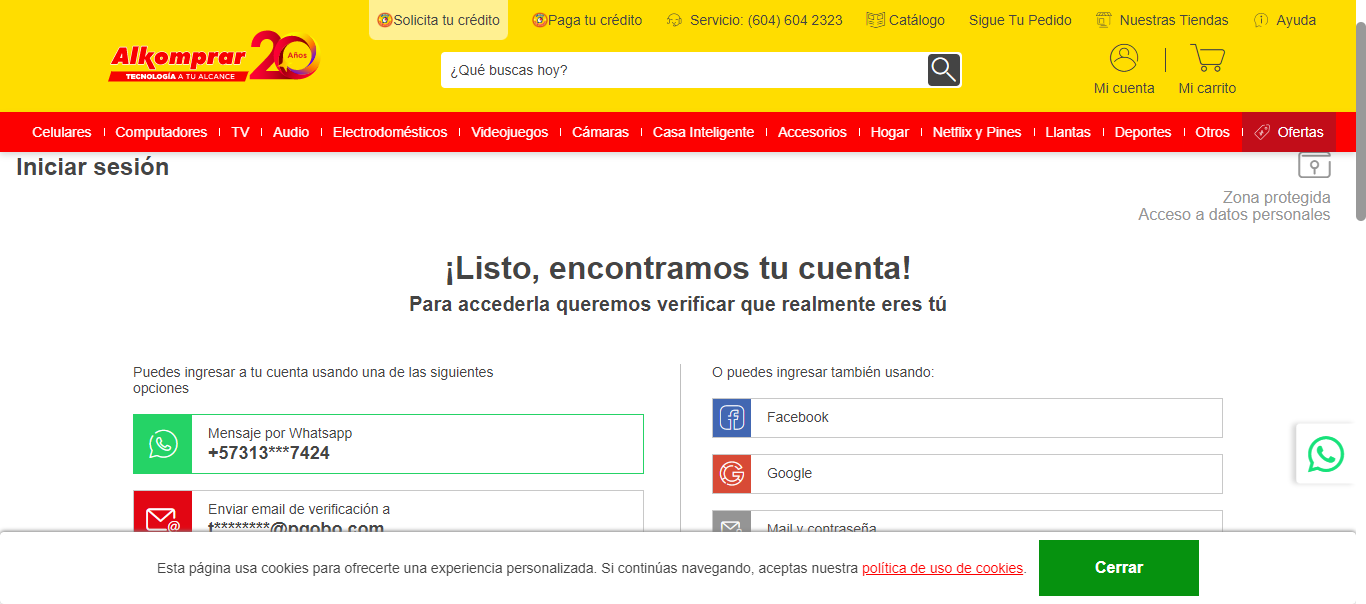 Solicita tu crédito
Paga tu crédito
Servicio: (604) 604 2323
Catálogo
Sigue Tu Pedido
Nuestras Tiendas
Ayuda
Alkomprar 20 Años
TECNOLOGÍA A TU ALCANCE
¿Qué buscas hoy?
Mi cuenta
Mi carrito
Celulares
Computadores
TV
Audio
Electrodomésticos
Videojuegos
Cámaras
Casa Inteligente
Accesorios
Hogar
Netflix y Pines
Llantas
Deportes
Otros
Ofertas
Iniciar sesión
Zona protegida
Acceso a datos personales
¡Listo, encontramos tu cuenta!
Para accederla queremos verificar que realmente eres tú
Puedes ingresar a tu cuenta usando una de las siguientes
opciones
Mensaje por Whatsapp
+57313***7424
Enviar email de verificación a
t********@pgobo.com
O puedes ingresar también usando:
Facebook
Google
Mail y contraseña
Esta página usa cookies para ofrecerte una experiencia personalizada. Si continúas navegando, aceptas nuestra política de uso de cookies.
Cerrar